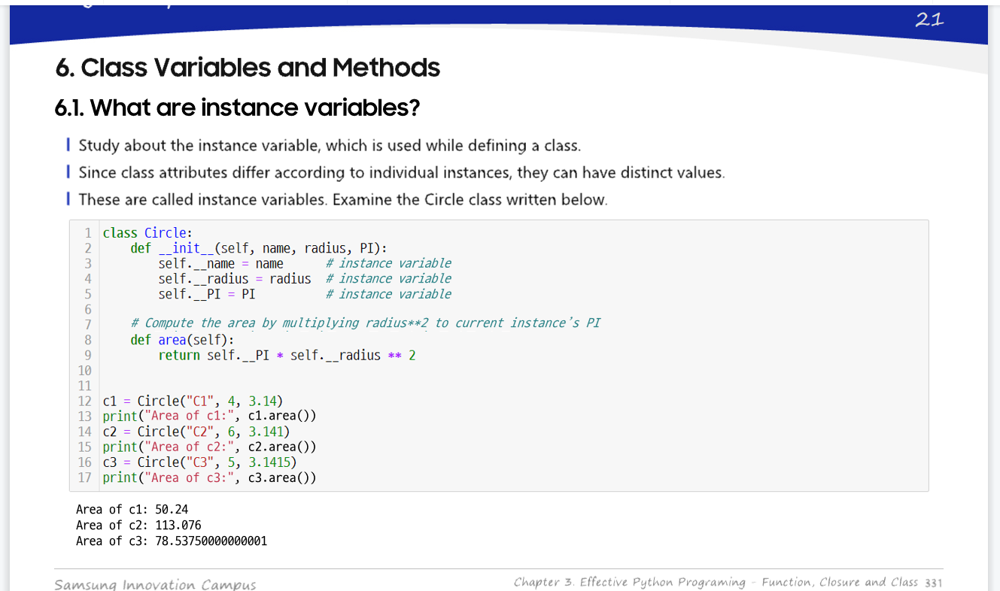 21
6. Class Variables and Methods
6.1. What are instance variables?
Study about the instance variable, which is used while defining a class.
Since class attributes differ according to individual instances, they can have distinct values.
These are called instance variables. Examine the Circle class written below.
1 class Circle:
2     def __init__(self, name, radius, PI):
3         self.__name = name      # instance variable
4         self.__radius = radius  # instance variable
5         self.__PI = PI          # instance variable
6
7     # Compute the area by multiplying radius**2 to current instance's PI
8     def area(self):
9         return self.__PI * self.__radius ** 2
10
11
12 c1 = Circle("C1", 4, 3.14)
13 print("Area of c1:", c1.area())
14 c2 = Circle("C2", 6, 3.141)
15 print("Area of c2:", c2.area())
16 c3 = Circle("C3", 5, 3.1415)
17 print("Area of c3:", c3.area())
Area of c1: 50.24
Area of c2: 113.076
Area of c3: 78.53750000000001
Samsung Innovation Campus
Chapter 3. Effective Python Programing - Function, Closure and Class 331